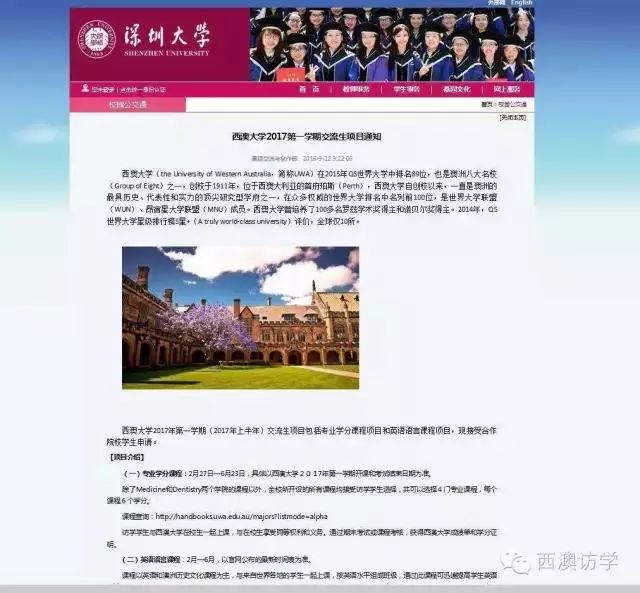 外部网 English
深圳大学
SHENZHEN UNIVERSITY
首 页 | 教师事务 | 学生事务 | 荔园文化 | 网上服务
校园公文通
首页>校园公文通
[关闭本页]
西澳大学2017第一学期交流生项目通知
西澳大学(the University of Western Australia,简称UWA)在2015年QS世界大学中排名89位,也是澳洲八大名校
(Group of Eight)之一,创校于1911年,位于西澳大利亚的首府珀斯(Perth),西澳大学自创校以来,一直是澳洲的
最具历史、代表性和实力的顶尖研究型学府之一,在众多权威的世界大学排名中名列前100位,是世界大学联盟
(WUN)、昂宿星大学联盟(MNU)成员。西澳大学曾培养了100多名罗兹学术奖得主和诺贝尔奖得主。2014年,QS
世界大学星级排行榜5星+(A truly world-class university)评价,全球仅10所。
西澳大学2017年第一学期(2017年上半年)交流生项目包括专业学分课程项目和英语语言课程项目,现接受合作
院校学生申请。
【项目介绍】
(一)专业学分课程:2月27日—6月23日,具体以西澳大学2017年第一学期开课和考试结束日期为准。
除了Medicine和Dentistry两个学院的课程以外,全校所开设的所有课程均接受访学学生选择,共可以选择4门专业课程,每个
课程6个学分。
课程查询:http://handbooks.uwa.edu.au/majors?listmode=alpha
访学学生与西澳大学在校生一起上课,与在校生享受同等权利和义务。通过期末考试或课程考核,获得西澳大学成绩单和学分证
明。
(二)英语语言课程:2月—6月,以官网公布的最新时间表为准。
课程以英语和澳洲历史文化课程为主,与来自世界各地的学生一起上课,按英语水平组成班级,通过此课程可迅速提高学生英语
西澳访学